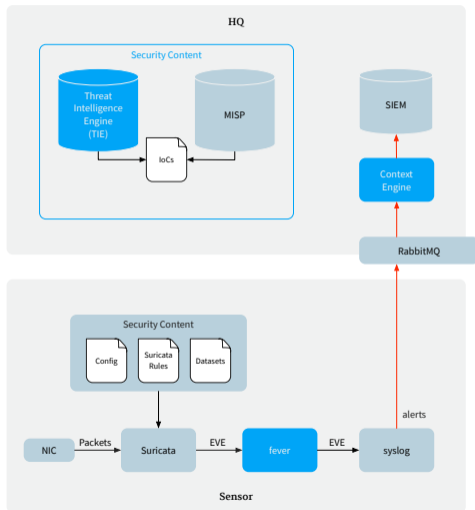 HQ
Security Content
Threat
Intelligence
Engine
(TIE)
MISP
IoCs
SIEM
Context
Engine
RabbitMQ
Security Content
Config
Suricata
Rules
Datasets
alerts
NIC
Packets
Suricata
EVE
fever
EVE
syslog
Sensor